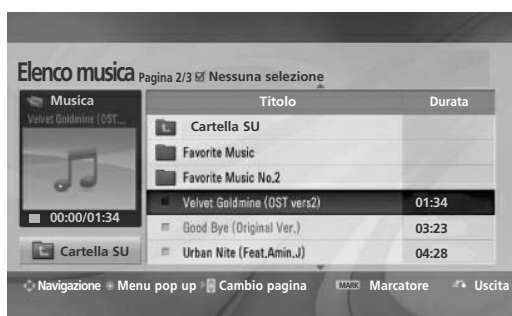 Elenco musica Pagina 2/3 Nessuna selezione
Musica
Velvet Goldmine (OST...
00:00/01:34
Cartella SU
Titolo Durata
Cartella SU
Favorite Music
Favorite Music No.2
Velvet Goldmine (OST vers2) 01:34
Good Bye (Original Ver.) 03:23
Urban Nite (Feat.Amin.J) 04:28
Navigazione Menu pop up Cambio pagina MARK Marcatore Uscita